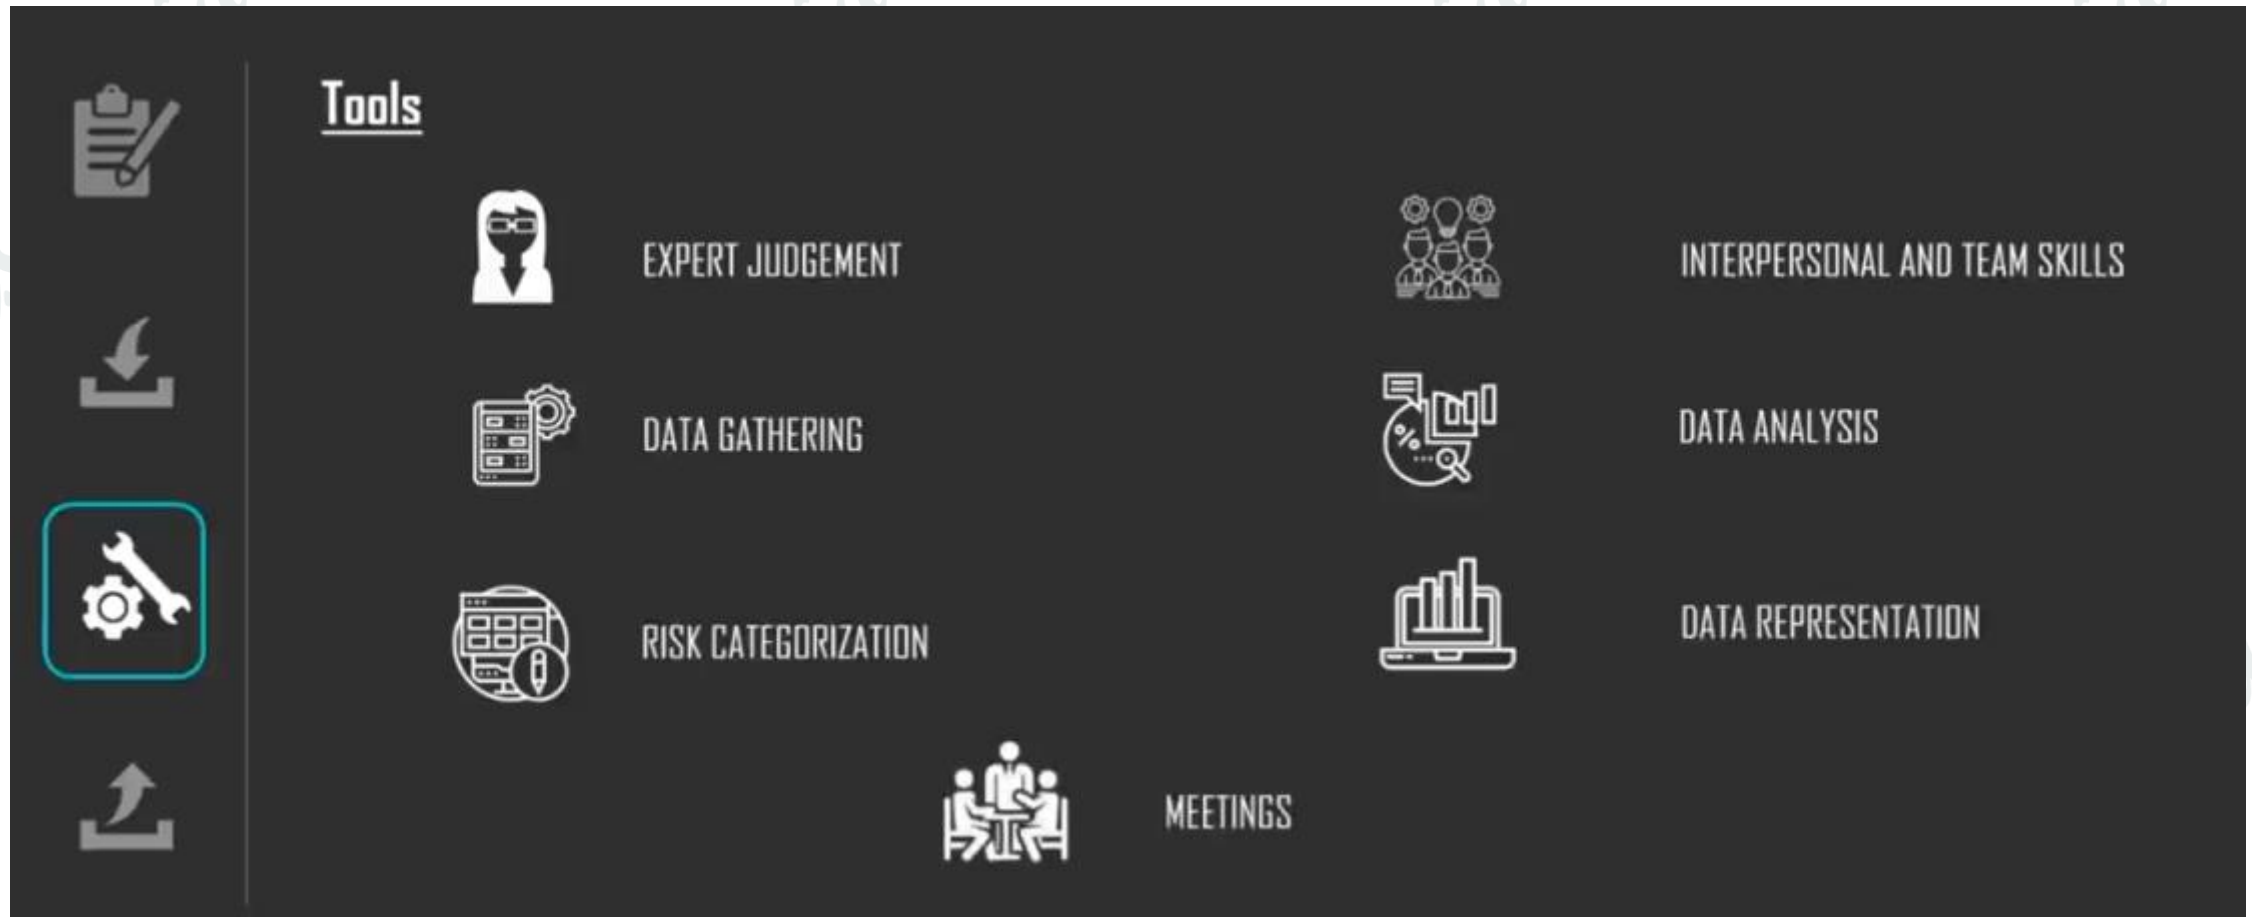 Tools
EXPERT JUDGEMENT
INTERPERSONAL AND TEAM SKILLS
DATA GATHERING
DATA ANALYSIS
RISK CATEGORIZATION
DATA REPRESENTATION
MEETINGS